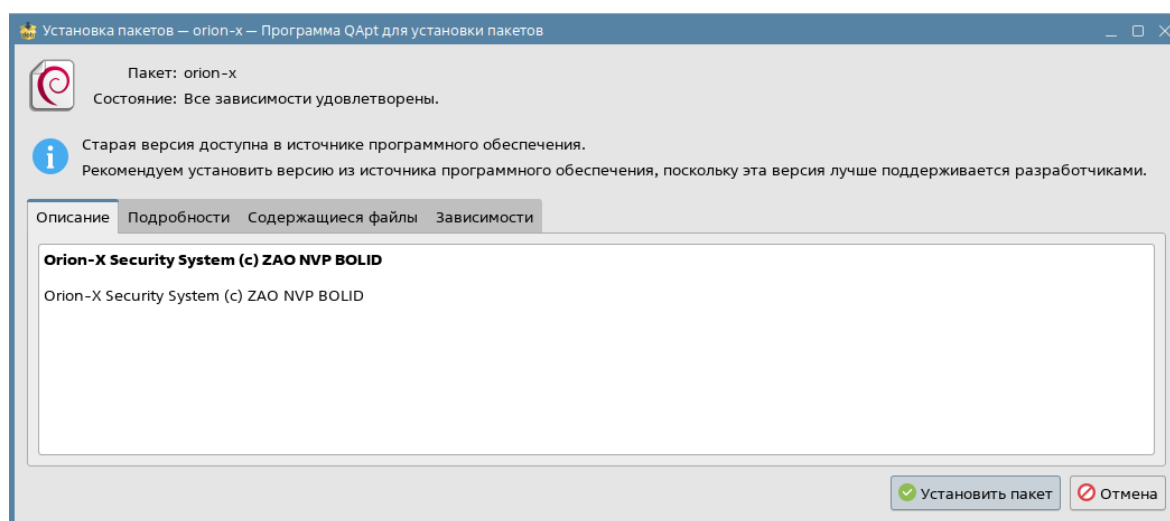 Установка пакетов — orion-x — Программа QApt для установки пакетов
Пакет: orion-x
Состояние: Все зависимости удовлетворены.
Старая версия доступна в источнике программного обеспечения.
Рекомендуем установить версию из источника программного обеспечения, поскольку эта версия лучше поддерживается разработчиками.
Описание Подробности Содержащиеся файлы Зависимости
Orion-X Security System (c) ZAO NVP BOLID
Orion-X Security System (c) ZAO NVP BOLID
Установить пакет Отмена